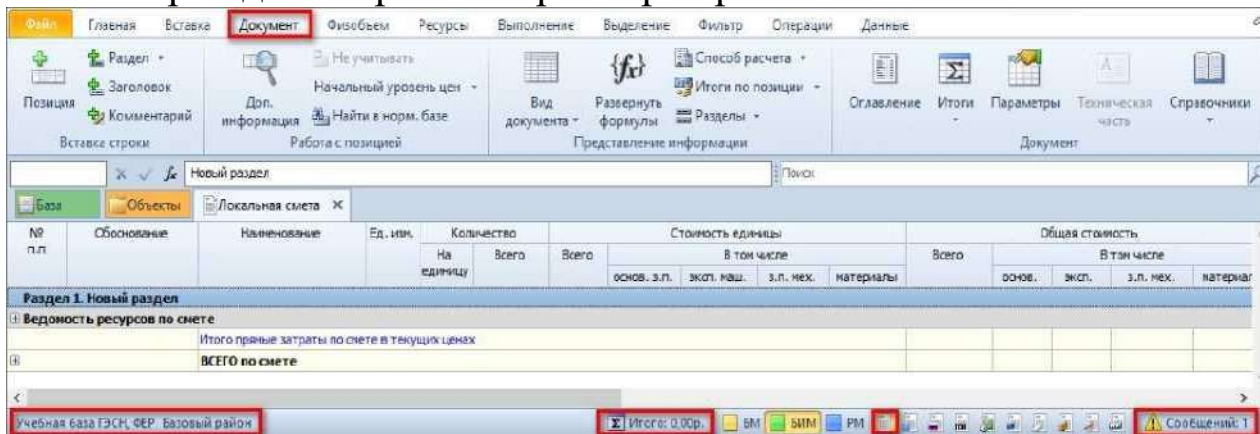 Файл Главная Вставка Документ Физобъем Ресурсы Выполнение Выделение Фильтр Операции Данные
Позиция
Раздел
Заголовок
Комментарий
Вставка строки
Доп. информация
Не учитывать
Начальный уровень цен
Найти в норм. базе
Работа с позицией
Вид документа
Развернуть формулы
Способ расчета
Итоги по позиции
Разделы
Представление информации
Оглавление Итоги Параметры Техническая часть Справочники
Документ
Новый раздел Поиск
База Объекты Локальная смета
№ п.п Обоснование Наименование Ед. изм. Количество Стоимость единицы Общая стоимость
На единицу Всего Всего В том числе Всего В том числе
основ. з.п. эксп. маш. з.п. мех. материалы основ. эксп. з.п. мех. материал
Раздел 1. Новый раздел
Ведомость ресурсов по смете
Итого прямые затраты по смете в текущих ценах
ВСЕГО по смете
Учебная база ГЭСН, ФЕР Базовый район Σ Итого: 0,00р. БМ БИМ РМ Сообщений: 1